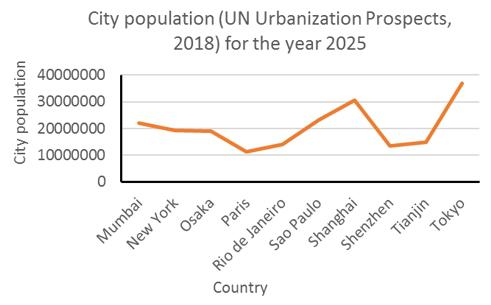 City population (UN Urbanization Prospects,
2018) for the year 2025
City population
40000000
30000000
20000000
10000000
0
Mumbai
New York
Osaka
Paris
Rio de Janeiro
Sao Paulo
Shanghai
Shenzhen
Tianjin
Tokyo
Country